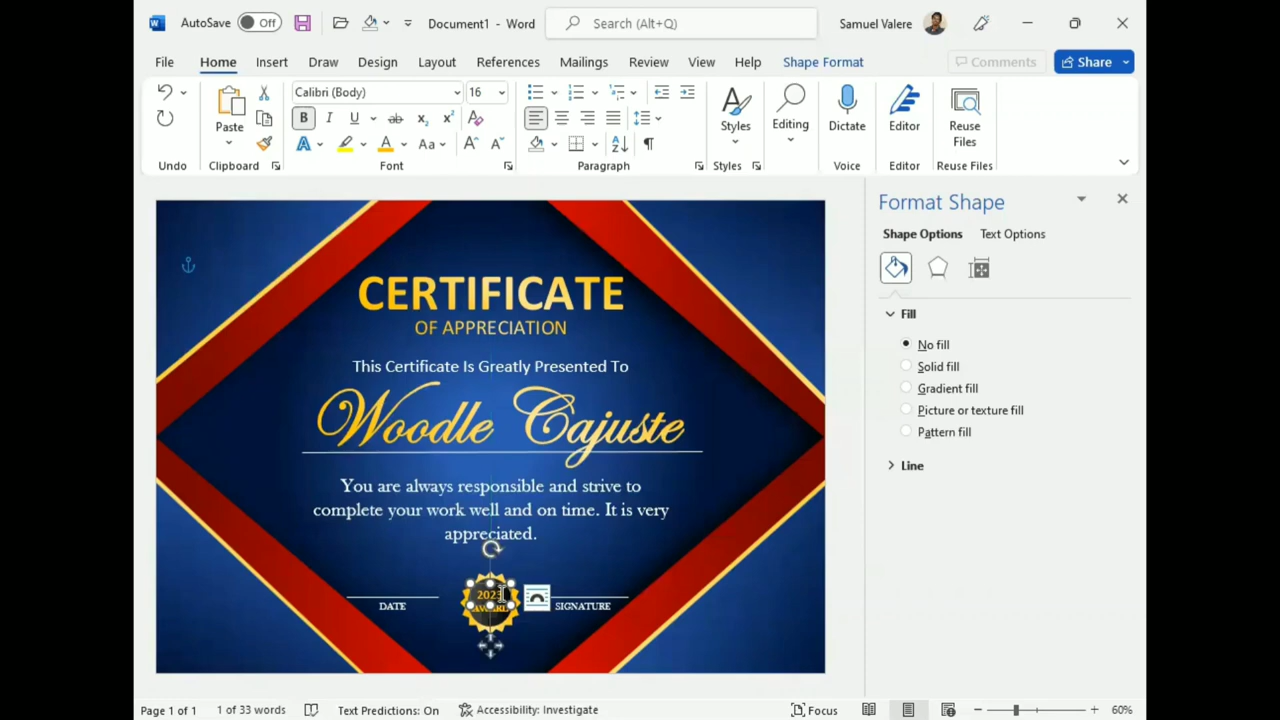 AutoSave Off Document1 - Word Search (Alt+Q) Samuel Valere
File Home Insert Draw Design Layout References Mailings Review View Help Shape Format Comments Share
Calibri (Body) 16
Paste Styles Editing Dictate Editor Reuse Files
Undo Clipboard Font Paragraph Styles Voice Editor Reuse Files
CERTIFICATE
OF APPRECIATION
This Certificate Is Greatly Presented To
Woodle Cajuste
You are always responsible and strive to
complete your work well and on time. It is very
appreciated.
2023
DATE
SIGNATURE
Format Shape
Shape Options Text Options
Fill
No fill
Solid fill
Gradient fill
Picture or texture fill
Pattern fill
Line
Page 1 of 1 1 of 33 words Text Predictions: On Accessibility: Investigate Focus 60%